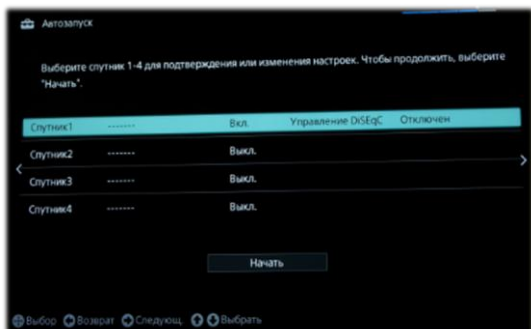 Автозапуск
Выберите спутник 1-4 для подтверждения или изменения настроек. Чтобы продолжить, выберите
"Начать".
Спутник1 ------- Вкл. Управление DiSEqC Отключен
Спутник2 ------- Выкл.
Спутник3 ------- Выкл.
Спутник4 ------- Выкл.
Начать
Выбор Возврат Следующ. Выбрать